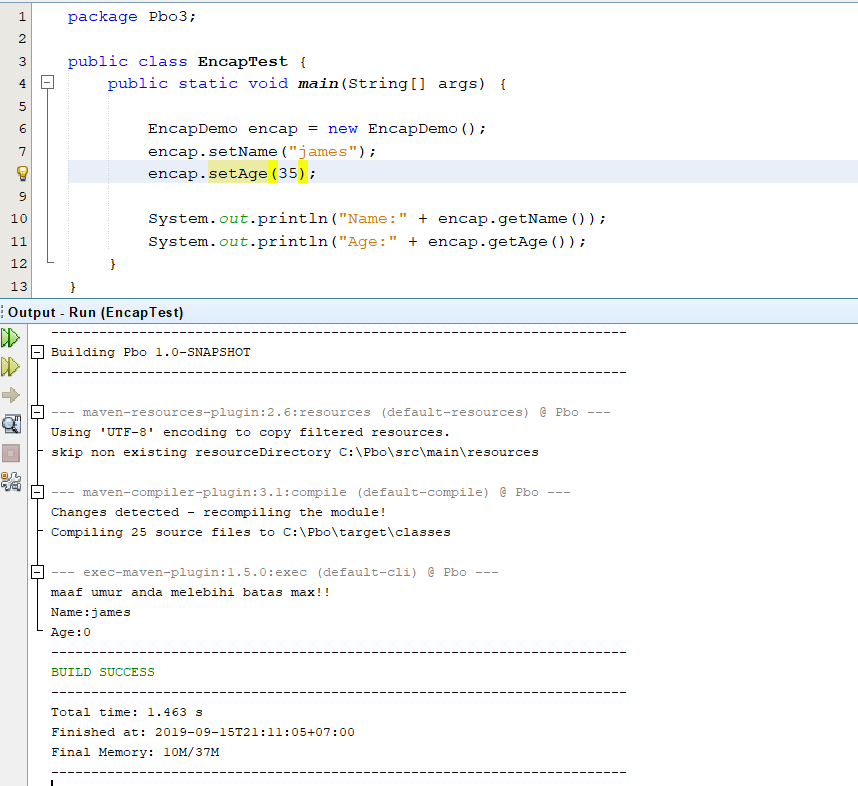 1 package Pbo3;
2
3 public class EncapTest {
4 public static void main(String[] args) {
5
6 EncapDemo encap = new EncapDemo();
7 encap.setName("james");
encap.setAge(35);
9
10 System.out.println("Name:" + encap.getName());
11 System.out.println("Age:" + encap.getAge());
12 }
13 }
Output - Run (EncapTest)
------------------------------------------------------------------------
Building Pbo 1.0-SNAPSHOT
------------------------------------------------------------------------
--- maven-resources-plugin:2.6:resources (default-resources) @ Pbo ---
Using 'UTF-8' encoding to copy filtered resources.
skip non existing resourceDirectory C:\Pbo\src\main\resources
--- maven-compiler-plugin:3.1:compile (default-compile) @ Pbo ---
Changes detected - recompiling the module!
Compiling 25 source files to C:\Pbo\target\classes
--- exec-maven-plugin:1.5.0:exec (default-cli) @ Pbo ---
maaf umur anda melebihi batas max!!
Name:james
Age:0
------------------------------------------------------------------------
BUILD SUCCESS
------------------------------------------------------------------------
Total time: 1.463 s
Finished at: 2019-09-15T21:11:05+07:00
Final Memory: 10M/37M
------------------------------------------------------------------------